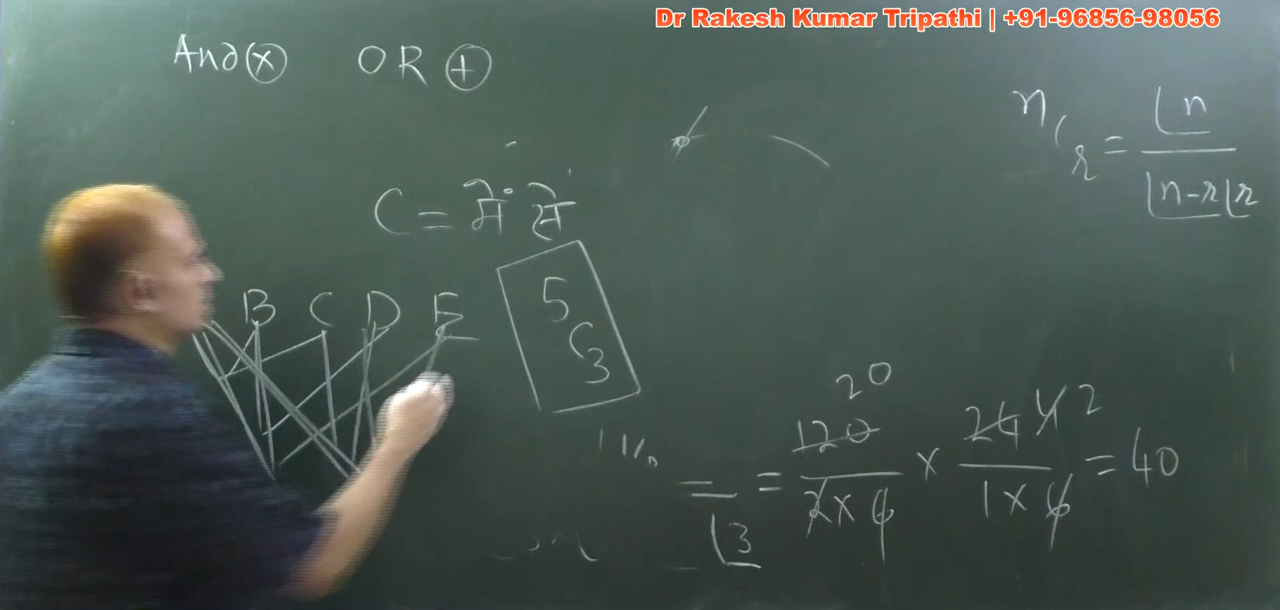 Dr Rakesh Kumar Tripathi | +91-96856-98056
And (×) OR (+)
nCr = ⌊n / ⌊n-r ⌊r
C = में से
B C D E
5C3
= ⌊3 = 120 / 2×6 × 24 / 1×6 = 40
20 4 2